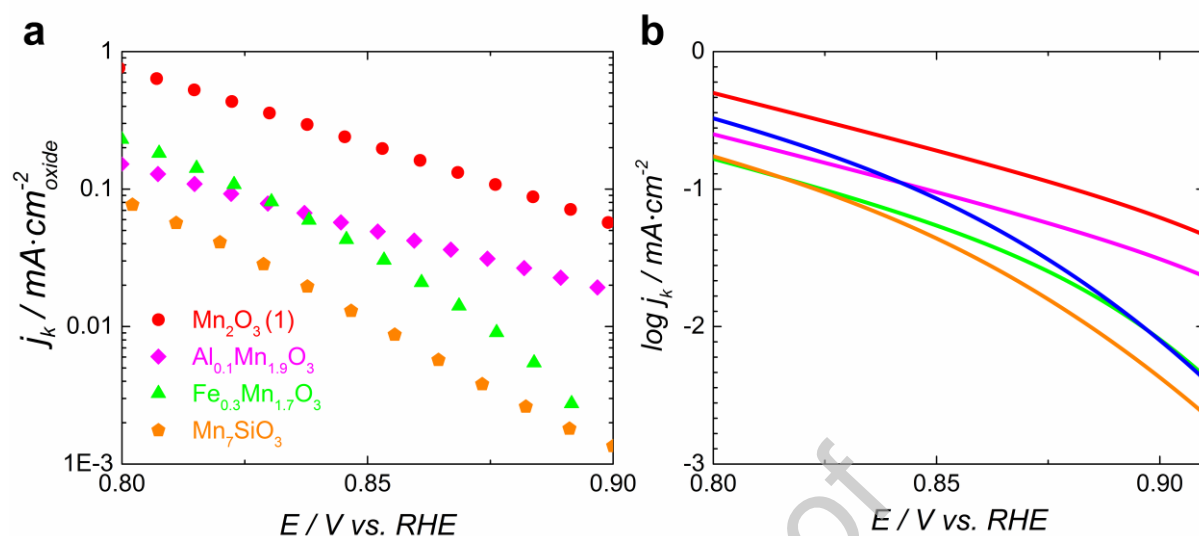 a
b
1
0.1
0.01
1E-3
j_k / mA·cm^-2_oxide
Mn₂O₃ (1)
Al₀.₁Mn₁.₉O₃
Fe₀.₃Mn₁.₇O₃
Mn₇SiO₃
0.80
0.85
0.90
E / V vs. RHE
0
-1
-2
-3
log j_k / mA·cm^-2
0.80
0.85
0.90
E / V vs. RHE
of